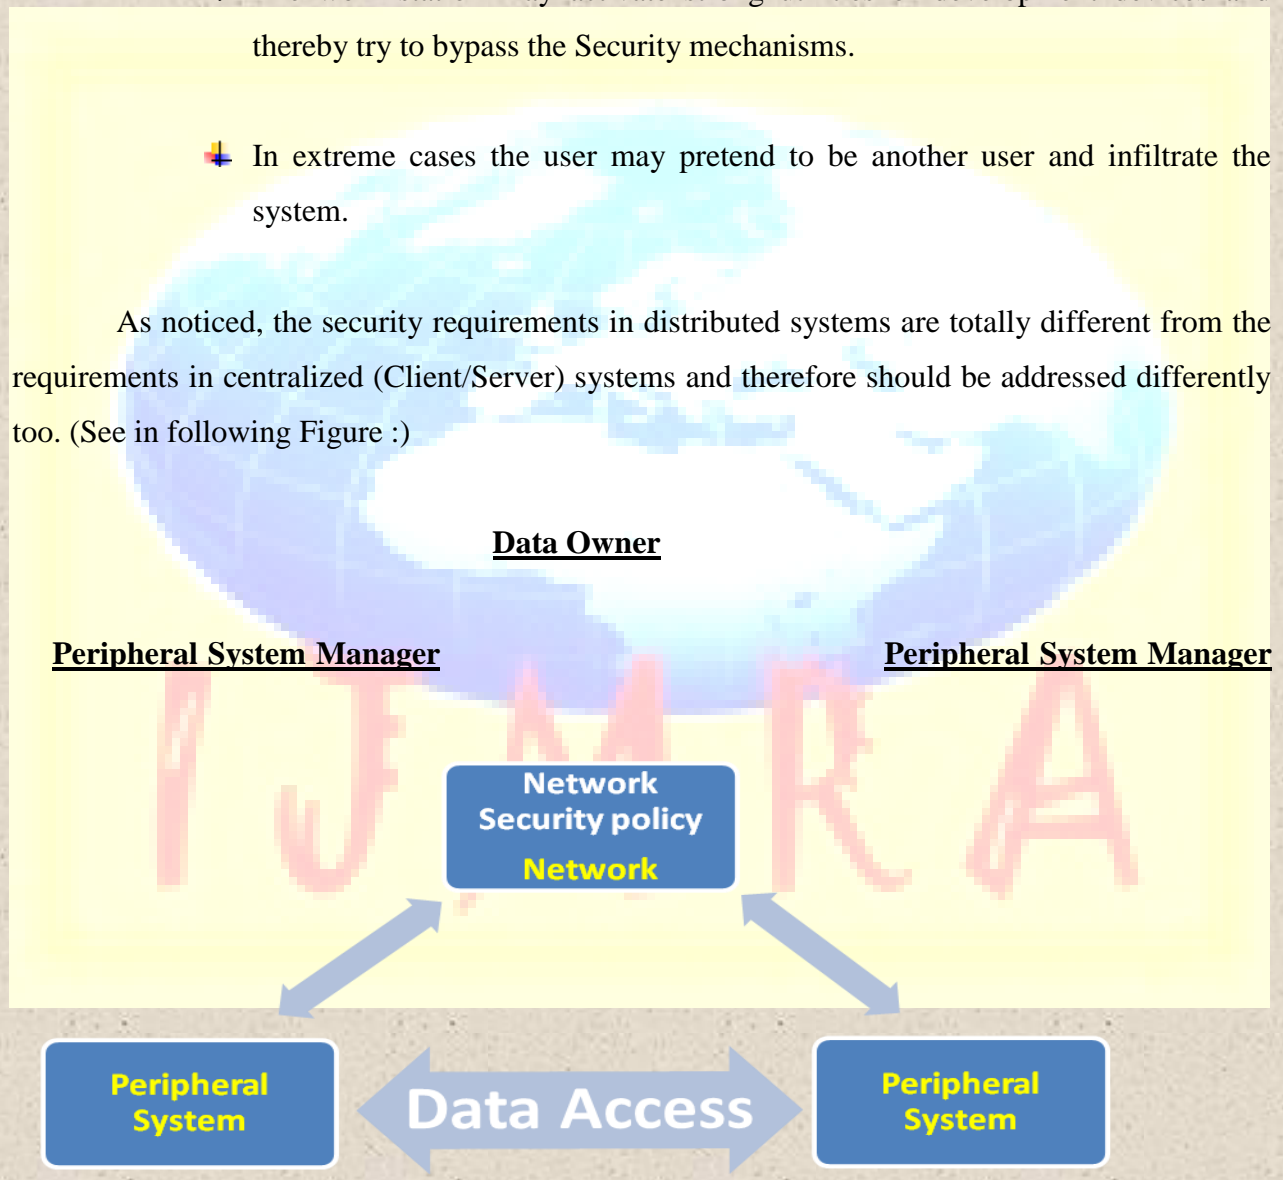 thereby try to bypass the Security mechanisms.
In extreme cases the user may pretend to be another user and infiltrate the
system.
As noticed, the security requirements in distributed systems are totally different from the
requirements in centralized (Client/Server) systems and therefore should be addressed differently
too. (See in following Figure :)
Data Owner
Peripheral System Manager
Peripheral System Manager
IJMRA
Network
Security policy
Network
Peripheral
System
Data Access
Peripheral
System